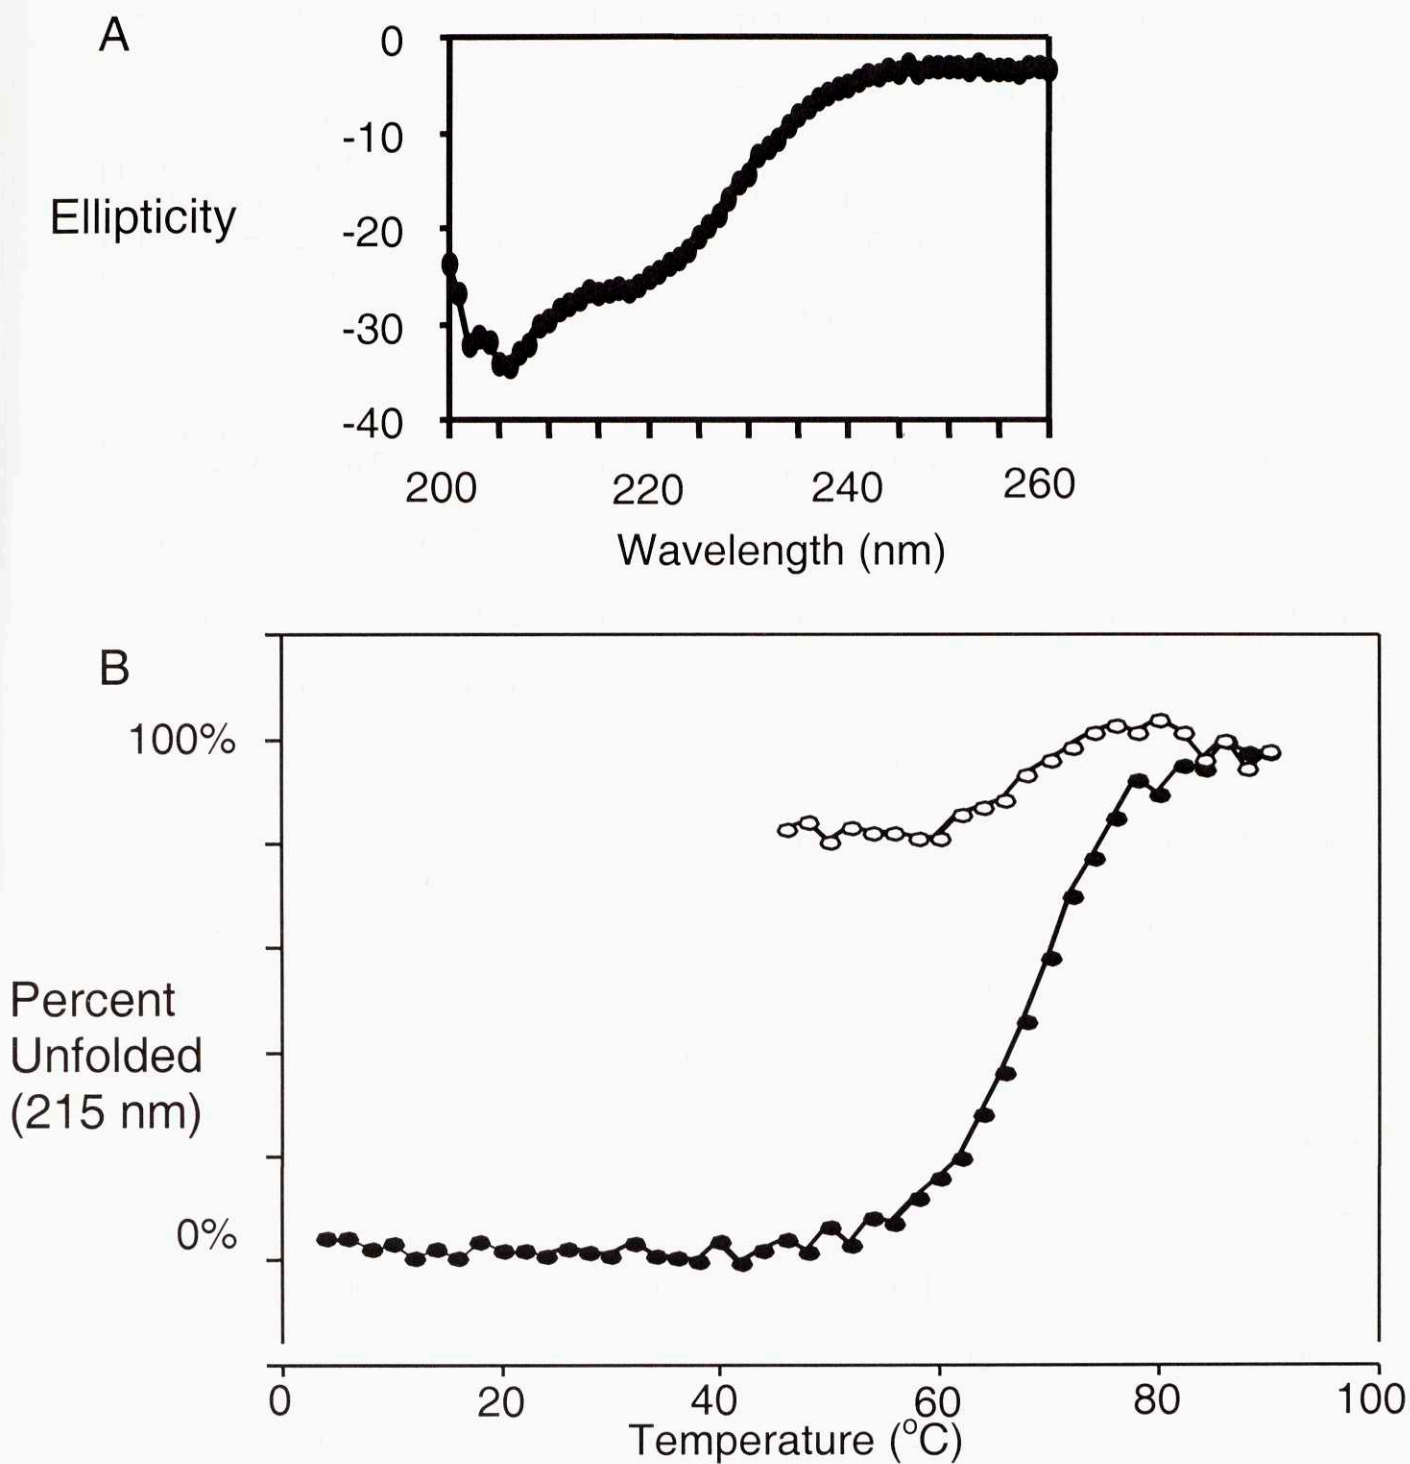 A
0
-10
Ellipticity
-20
-30
-40
200 220 240 260
Wavelength (nm)
B
100%
Percent
Unfolded
(215 nm)
0%
0 20 40 60 80 100
Temperature (°C)